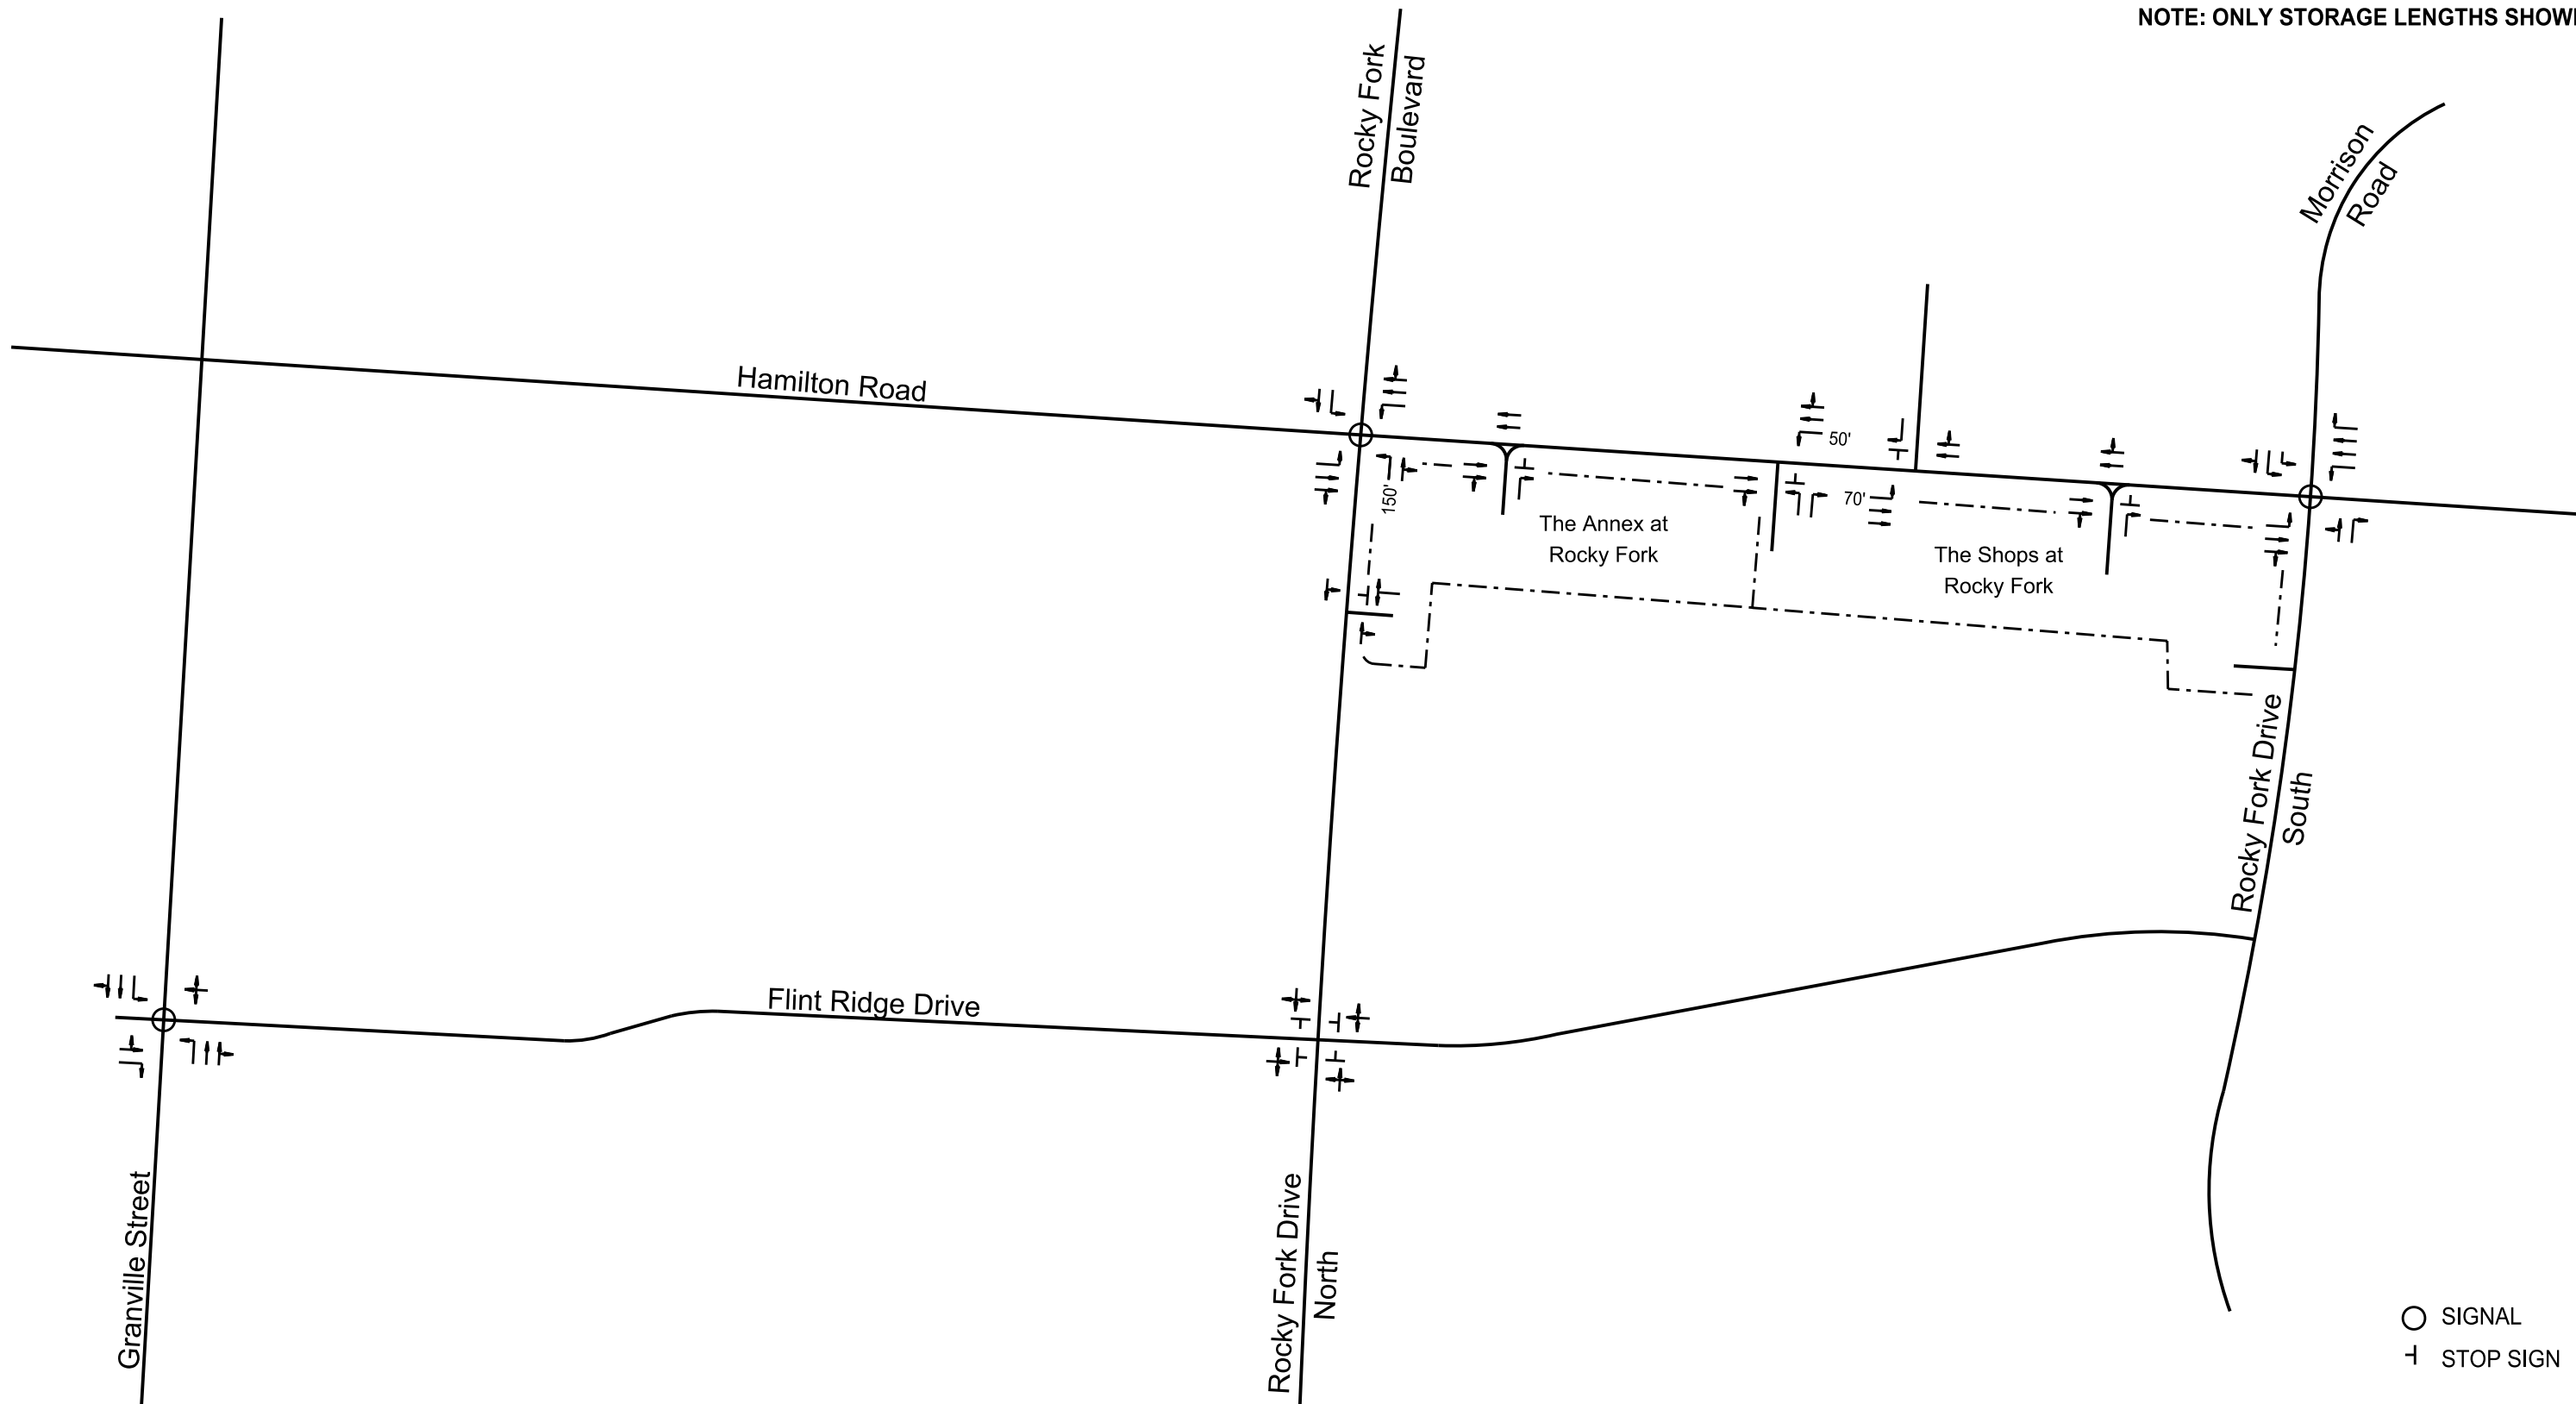 NOTE: ONLY STORAGE LENGTHS SHOWN
Rocky Fork
Boulevard
Morrison
Road
Hamilton Road
50'
150'
70'
The Annex at
Rocky Fork
The Shops at
Rocky Fork
Rocky Fork Drive
South
Flint Ridge Drive
Granville Street
Rocky Fork Drive
North
SIGNAL
STOP SIGN